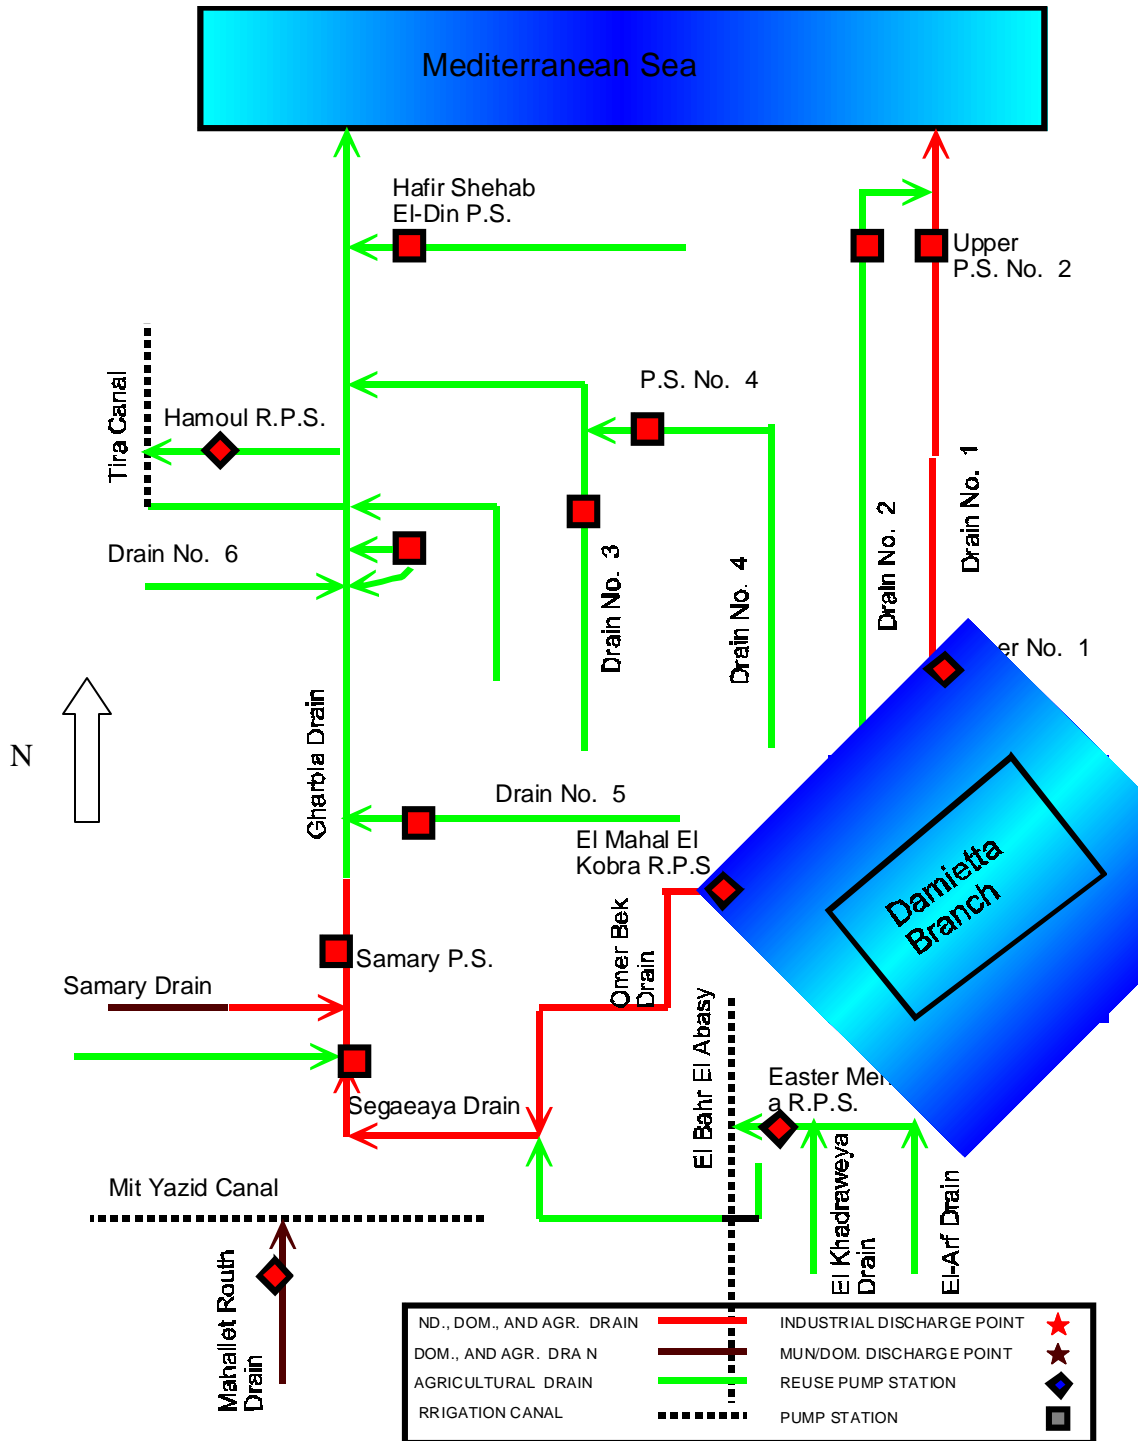 Mediterranean Sea
Hafir Shehab
El-Din P.S.
Upper
P.S. No. 2
P.S. No. 4
Tira Canal
Hamoul R.P.S.
Drain No. 6
Drain No. 3
Drain No. 4
Drain No. 2
Drain No. 1
er No. 1
N
Gharbia Drain
Drain No. 5
El Mahal El
Kobra R.P.S
Damietta
Branch
Omer Bek
Drain
Samary P.S.
Samary Drain
El Bahr El Abasy
Easter Men
a R.P.S.
Segaeaya Drain
El Khadraweya
Drain
El-Arf Drain
Mit Yazid Canal
Mahallet Routh
Drain
ND., DOM., AND AGR. DRAIN
INDUSTRIAL DISCHARGE POINT
DOM., AND AGR. DRA N
MUN/DOM. DISCHARGE POINT
AGRICULTURAL DRAIN
REUSE PUMP STATION
RRIGATION CANAL
PUMP STATION